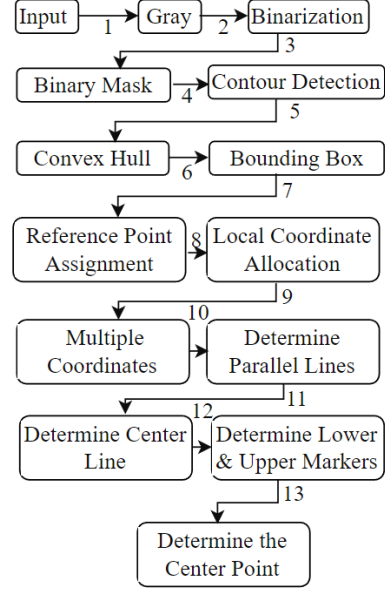 Input
1
Gray
2
Binarization
3
Binary Mask
4
Contour Detection
5
Convex Hull
6
Bounding Box
7
Reference Point
Assignment
8
Local Coordinate
Allocation
9
10
Multiple
Coordinates
Determine
Parallel Lines
11
12
Determine Center
Line
Determine Lower
& Upper Markers
13
Determine the
Center Point